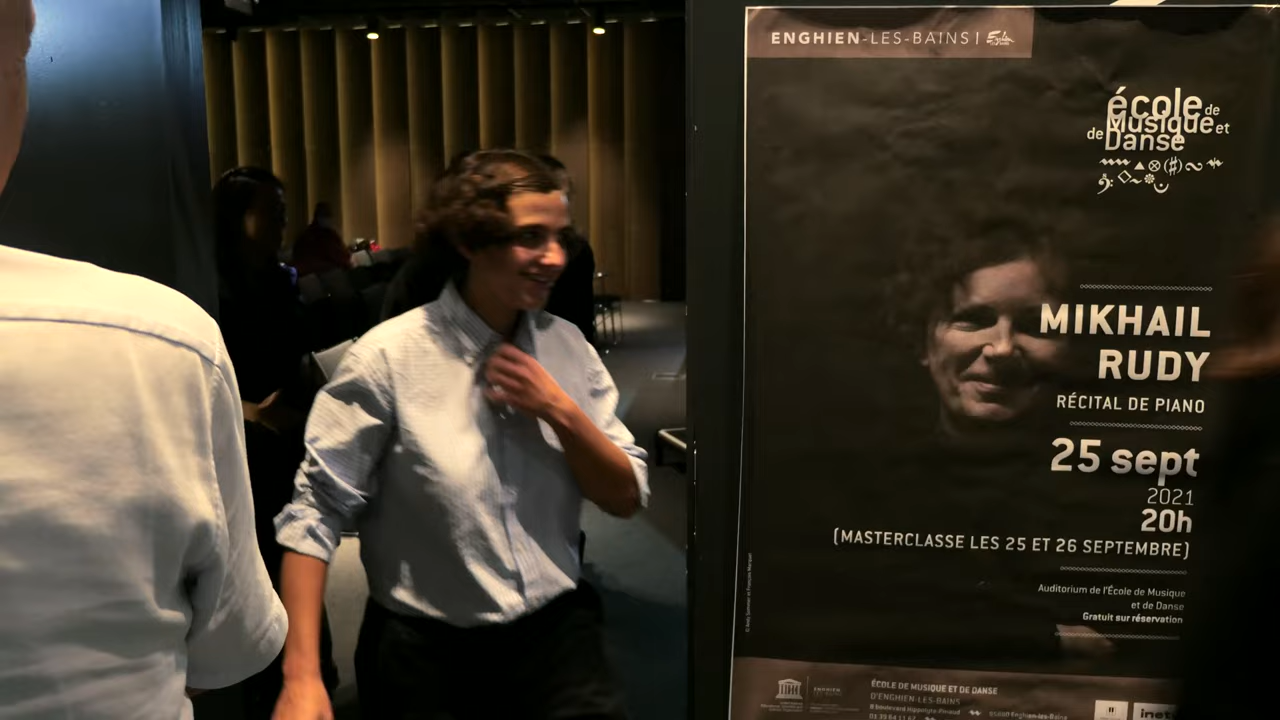 ENGHIEN-LES-BAINS
école de
Musique et
de Danse
MIKHAIL
RUDY
RÉCITAL DE PIANO
25 sept
2021
20h
(MASTERCLASSE LES 25 ET 26 SEPTEMBRE)
Auditorium de l'École de Musique
et de Danse
Gratuit sur réservation
ÉCOLE DE MUSIQUE ET DE DANSE
D'ENGHIEN-LES-BAINS